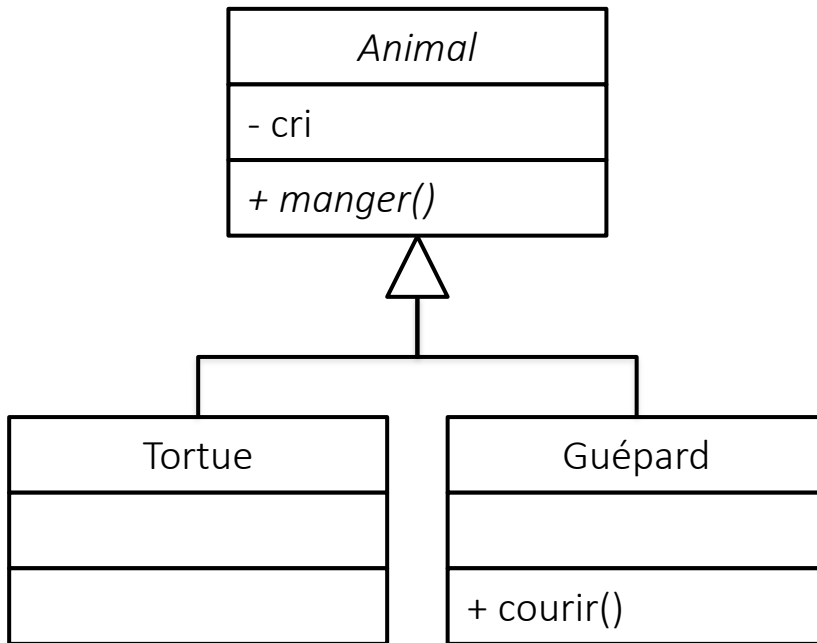 Animal
- cri
+ manger()
Tortue
Guépard
+ courir()